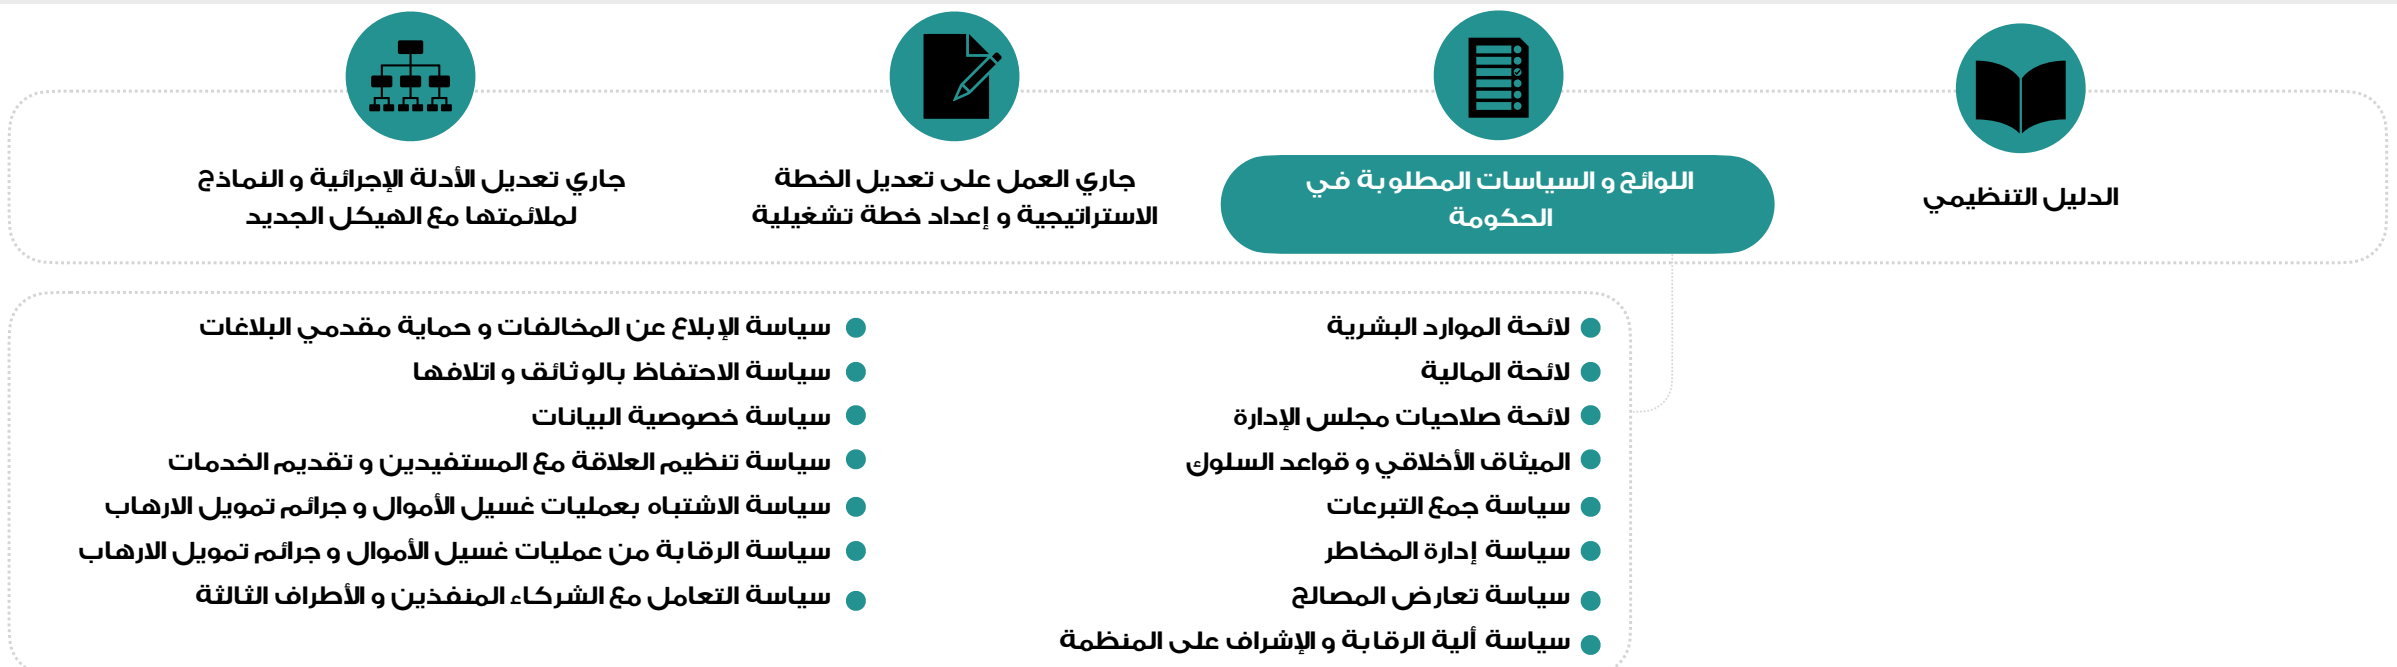 الدليل التنظيمي
اللوائح و السياسات المطلوبة في
الحكومة
جاري العمل على تعديل الخطة
الاستراتيجية و إعداد خطة تشغيلية
جاري تعديل الأدلة الإجرائية و النماذج
لملائمتها مع الهيكل الجديد
لائحة الموارد البشرية
لائحة المالية
لائحة صلاحيات مجلس الإدارة
الميثاق الأخلاقي و قواعد السلوك
سياسة جمع التبرعات
سياسة إدارة المخاطر
سياسة تعارض المصالح
سياسة ألية الرقابة و الإشراف على المنظمة
سياسة الإبلاغ عن المخالفات و حماية مقدمي البلاغات
سياسة الاحتفاظ بالوثائق و اتلافها
سياسة خصوصية البيانات
سياسة تنظيم العلاقة مع المستفيدين و تقديم الخدمات
سياسة الاشتباه بعمليات غسيل الأموال و جرائم تمويل الارهاب
سياسة الرقابة من عمليات غسيل الأموال و جرائم تمويل الارهاب
سياسة التعامل مع الشركاء المنفذين و الأطراف الثالثة